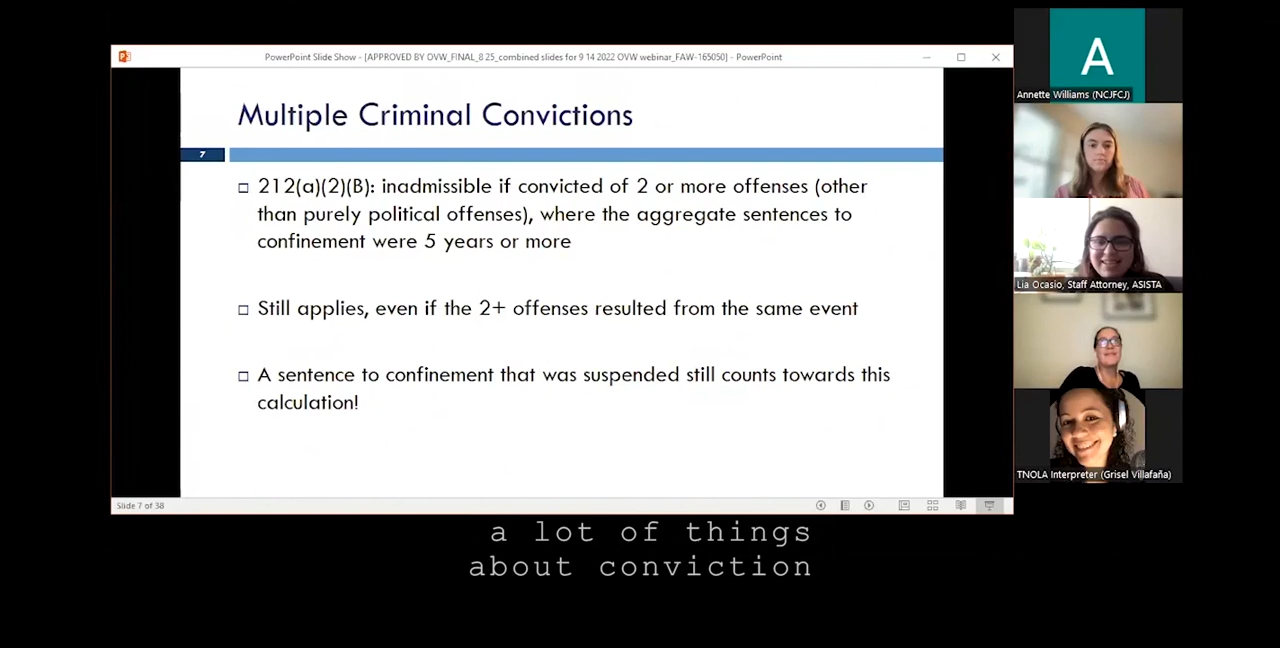 PowerPoint Slide Show - [APPROVED BY OVW_FINAL_8 25_combined slides for 9 14 2022 OVW webinar_FAW-165050] - PowerPoint
Multiple Criminal Convictions
7
212(a)(2)(B): inadmissible if convicted of 2 or more offenses (other
than purely political offenses), where the aggregate sentences to
confinement were 5 years or more
Still applies, even if the 2+ offenses resulted from the same event
A sentence to confinement that was suspended still counts towards this
calculation!
Slide 7 of 38
A
Annette Williams (NCJFCJ)
Lia Ocasio, Staff Attorney, ASISTA
TNOLA Interpreter (Grisel Villafaña)
a lot of things
about conviction